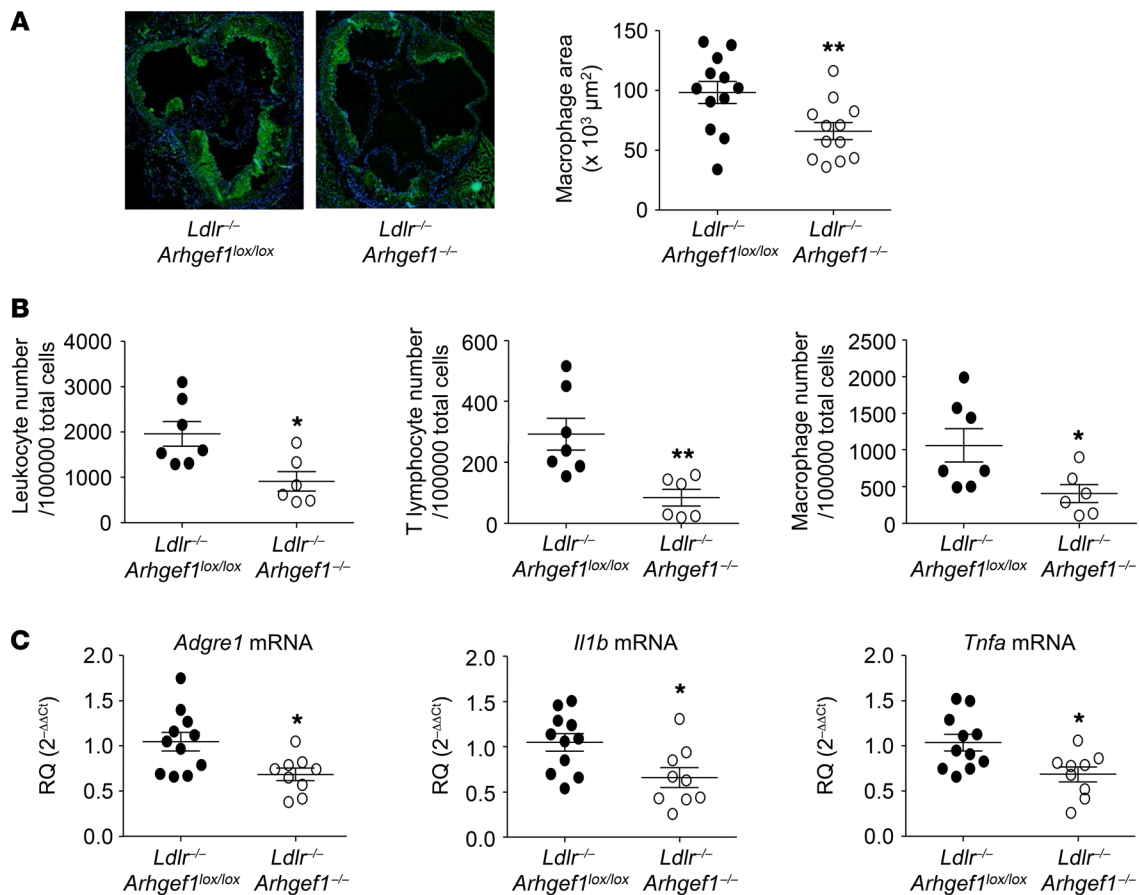 A
Ldlr–/–
Arhgef1lox/lox
Ldlr–/–
Arhgef1–/–
Macrophage area
(x 10³ µm²)
150
100
50
0
**
Ldlr–/–
Arhgef1lox/lox
Ldlr–/–
Arhgef1–/–
B
Leukocyte number
/100000 total cells
4000
3000
2000
1000
0
*
Ldlr–/–
Arhgef1lox/lox
Ldlr–/–
Arhgef1–/–
T lymphocyte number
/100000 total cells
600
400
200
0
**
Ldlr–/–
Arhgef1lox/lox
Ldlr–/–
Arhgef1–/–
Macrophage number
/100000 total cells
2500
2000
1500
1000
500
0
*
Ldlr–/–
Arhgef1lox/lox
Ldlr–/–
Arhgef1–/–
C
Adgre1 mRNA
RQ (2–ΔΔCt)
2.0
1.5
1.0
0.5
0.0
*
Ldlr–/–
Arhgef1lox/lox
Ldlr–/–
Arhgef1–/–
Il1b mRNA
RQ (2–ΔΔCt)
2.0
1.5
1.0
0.5
0.0
*
Ldlr–/–
Arhgef1lox/lox
Ldlr–/–
Arhgef1–/–
Tnfa mRNA
RQ (2–ΔΔCt)
2.0
1.5
1.0
0.5
0.0
*
Ldlr–/–
Arhgef1lox/lox
Ldlr–/–
Arhgef1–/–